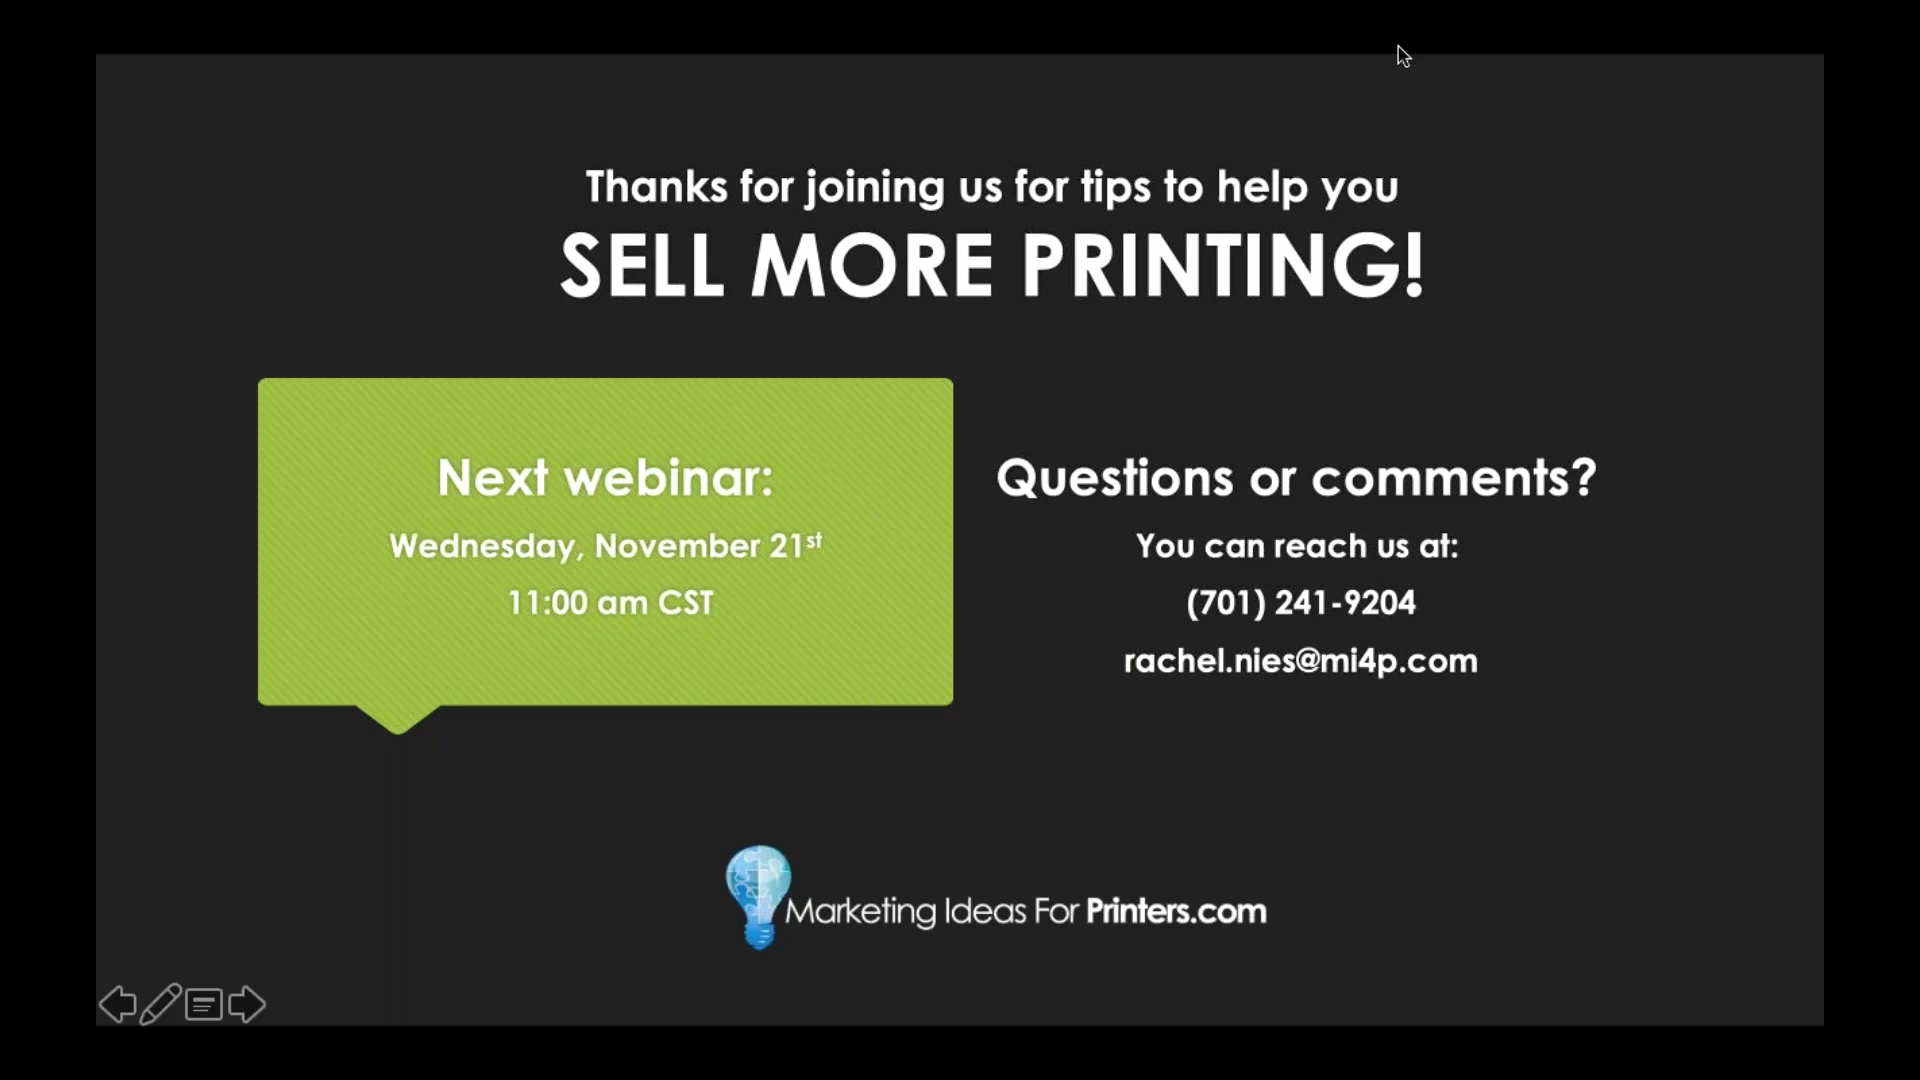 Thanks for joining us for tips to help you
SELL MORE PRINTING!
Next webinar:
Wednesday, November 21st
11:00 am CST
Questions or comments?
You can reach us at:
(701) 241-9204
rachel.nies@mi4p.com
Marketing Ideas For Printers.com